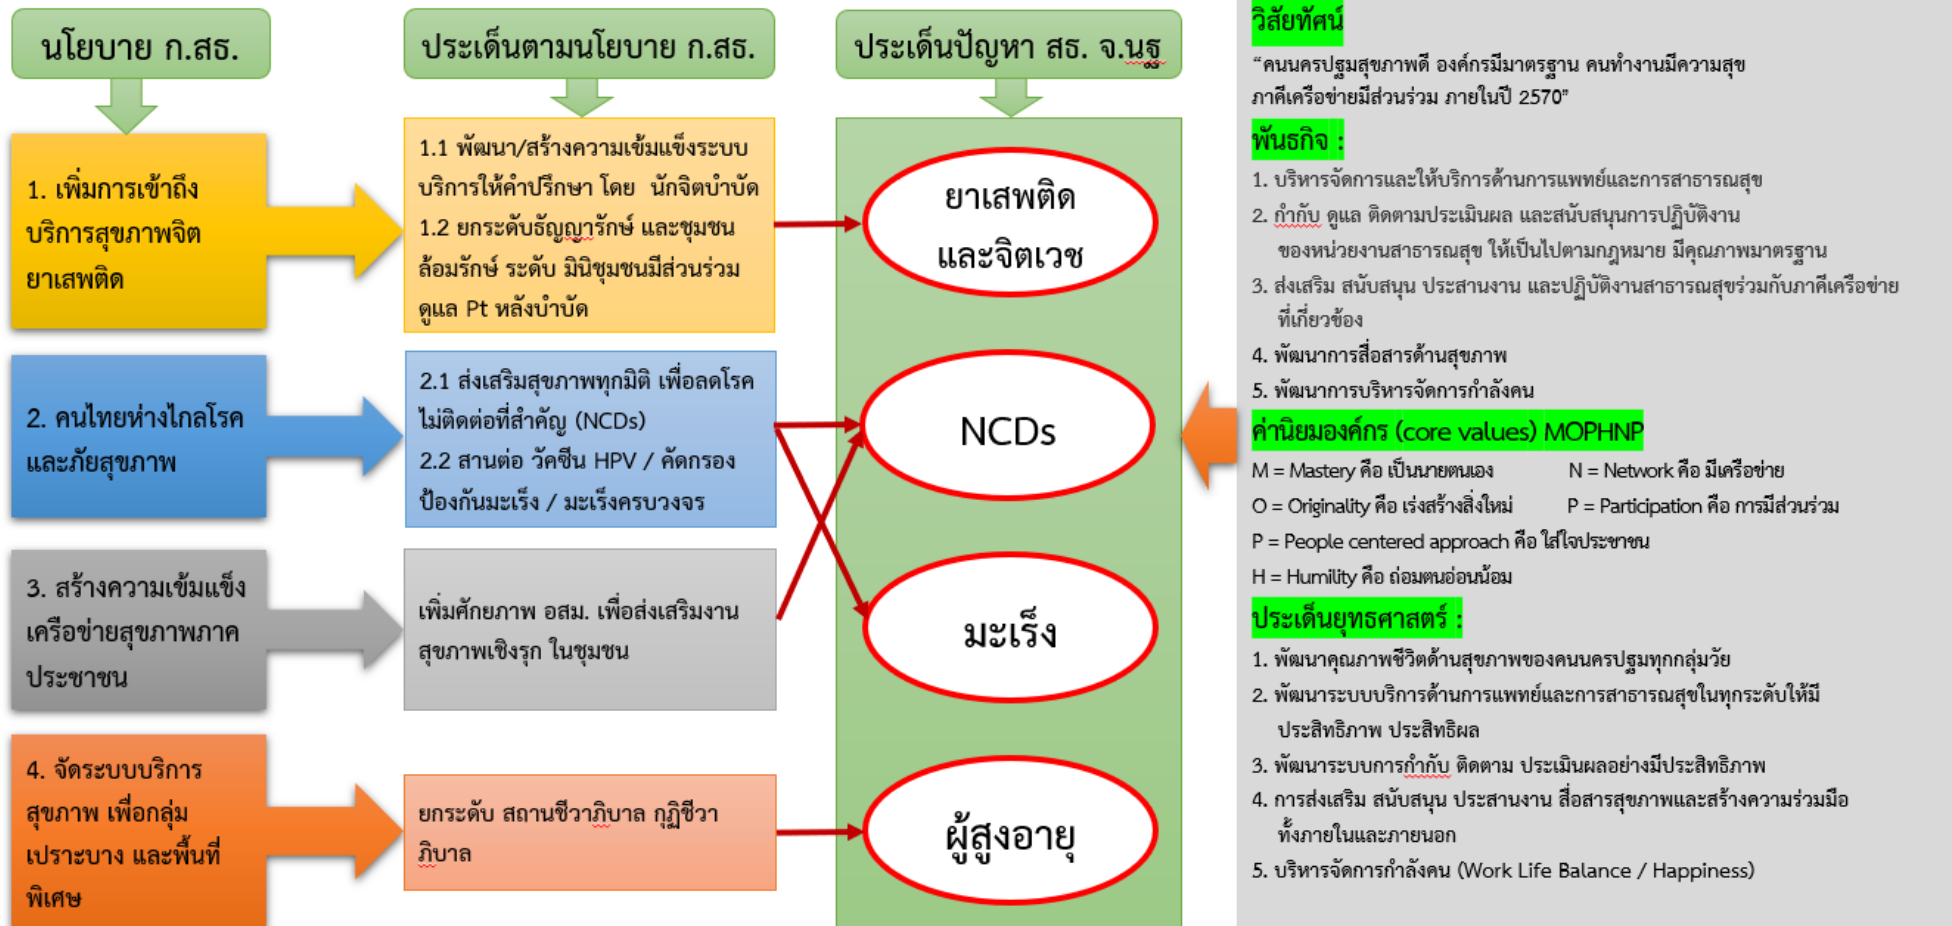 นโยบาย ก.สธ.
1. เพิ่มการเข้าถึง
บริการสุขภาพจิต
ยาเสพติด
2. คนไทยห่างไกลโรค
และภัยสุขภาพ
3. สร้างความเข้มแข็ง
เครือข่ายสุขภาพภาค
ประชาชน
4. จัดระบบบริการ
สุขภาพ เพื่อกลุ่ม
เปราะบาง และพื้นที่
พิเศษ
ประเด็นตามนโยบาย ก.สธ.
1.1 พัฒนา/สร้างความเข้มแข็งระบบ
บริการให้คำปรึกษา โดย นักจิตบำบัด
1.2 ยกระดับธัญญารักษ์ และชุมชน
ล้อมรักษ์ ระดับ มินิชุมชนมีส่วนร่วม
ดูแล Pt หลังบำบัด
2.1 ส่งเสริมสุขภาพทุกมิติ เพื่อลดโรค
ไม่ติดต่อที่สำคัญ (NCDs)
2.2 สานต่อ วัคซีน HPV / คัดกรอง
ป้องกันมะเร็ง / มะเร็งครบวงจร
เพิ่มศักยภาพ อสม. เพื่อส่งเสริมงาน
สุขภาพเชิงรุก ในชุมชน
ยกระดับ สถานชีวาภิบาล กุฏิชีวา
ภิบาล
ประเด็นปัญหา สธ. จ.นฐ
ยาเสพติด
และจิตเวช
NCDs
มะเร็ง
ผู้สูงอายุ
วิสัยทัศน์
“คนนครปฐมสุขภาพดี องค์กรมีมาตรฐาน คนทำงานมีความสุข
ภาคีเครือข่ายมีส่วนร่วม ภายในปี 2570”
พันธกิจ :
1. บริหารจัดการและให้บริการด้านการแพทย์และการสาธารณสุข
2. กำกับ ดูแล ติดตามประเมินผล และสนับสนุนการปฏิบัติงาน
ของหน่วยงานสาธารณสุข ให้เป็นไปตามกฎหมาย มีคุณภาพมาตรฐาน
3. ส่งเสริม สนับสนุน ประสานงาน และปฏิบัติงานสาธารณสุขร่วมกับภาคีเครือข่าย
ที่เกี่ยวข้อง
4. พัฒนาการสื่อสารด้านสุขภาพ
5. พัฒนาการบริหารจัดการกำลังคน
ค่านิยมองค์กร (core values) MOPHNP
M = Mastery คือ เป็นนายตนเอง N = Network คือ มีเครือข่าย
O = Originality คือ เร่งสร้างสิ่งใหม่ P = Participation คือ การมีส่วนร่วม
P = People centered approach คือ ใส่ใจประชาชน
H = Humility คือ ถ่อมตนอ่อนน้อม
ประเด็นยุทธศาสตร์ :
1. พัฒนาคุณภาพชีวิตด้านสุขภาพของคนนครปฐมทุกกลุ่มวัย
2. พัฒนาระบบบริการด้านการแพทย์และการสาธารณสุขในทุกระดับให้มี
ประสิทธิภาพ ประสิทธิผล
3. พัฒนาระบบการกำกับ ติดตาม ประเมินผลอย่างมีประสิทธิภาพ
4. การส่งเสริม สนับสนุน ประสานงาน สื่อสารสุขภาพและสร้างความร่วมมือ
ทั้งภายในและภายนอก
5. บริหารจัดการกำลังคน (Work Life Balance / Happiness)